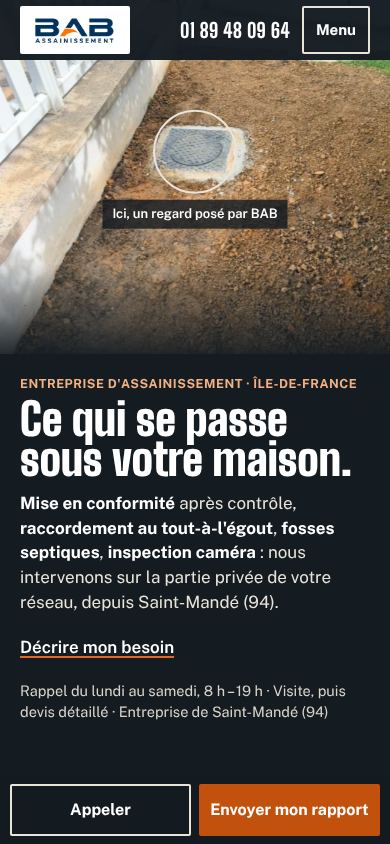 BAB
ASSAINISSEMENT
01 89 48 09 64
Menu
Ici, un regard posé par BAB
ENTREPRISE D'ASSAINISSEMENT · ÎLE-DE-FRANCE
Ce qui se passe
sous votre maison.
Mise en conformité après contrôle,
raccordement au tout-à-l'égout, fosses
septiques, inspection caméra : nous
intervenons sur la partie privée de votre
réseau, depuis Saint-Mandé (94).
Décrire mon besoin
Rappel du lundi au samedi, 8 h – 19 h · Visite, puis
devis détaillé · Entreprise de Saint-Mandé (94)
Appeler
Envoyer mon rapport